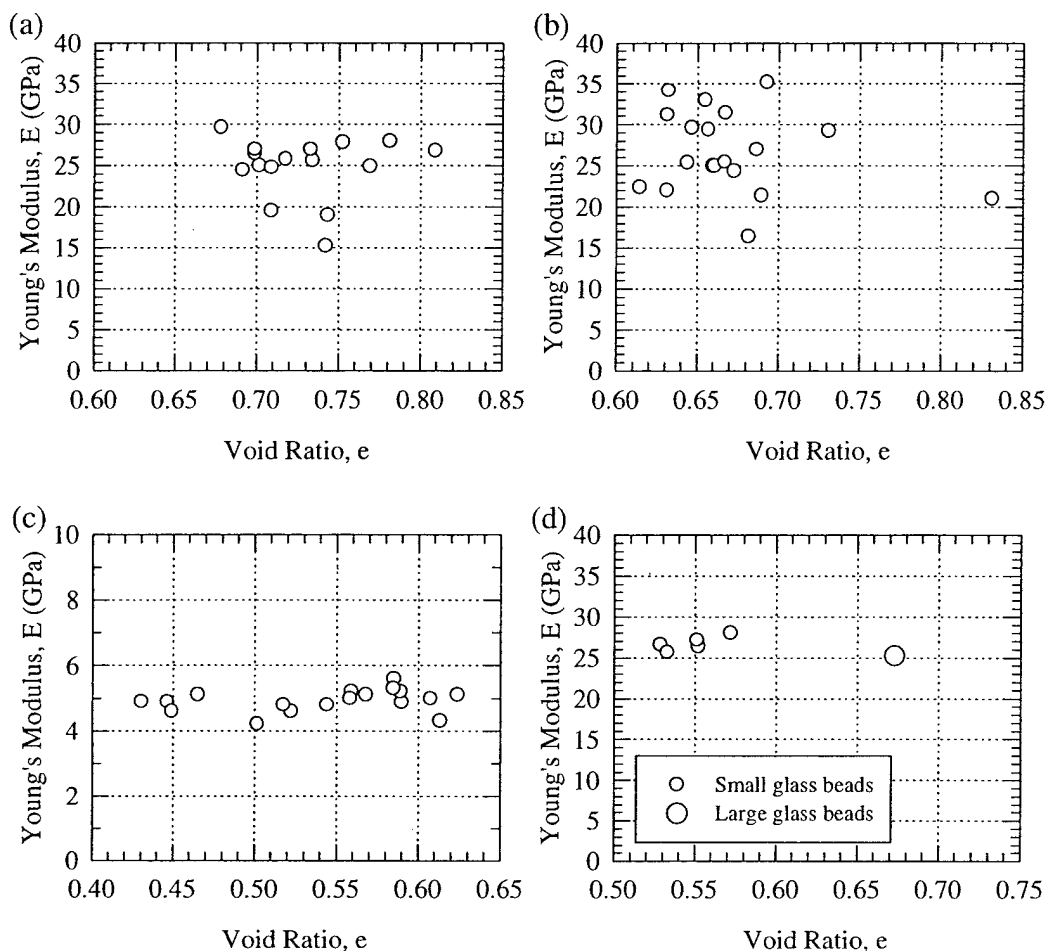 (a)
40
35
30
25
20
15
10
5
0
Young's Modulus, E (GPa)
0.60 0.65 0.70 0.75 0.80 0.85
Void Ratio, e
(b)
40
35
30
25
20
15
10
5
0
Young's Modulus, E (GPa)
0.60 0.65 0.70 0.75 0.80 0.85
Void Ratio, e
(c)
10
8
6
4
2
0
Young's Modulus, E (GPa)
0.40 0.45 0.50 0.55 0.60 0.65
Void Ratio, e
(d)
40
35
30
25
20
15
10
5
0
Young's Modulus, E (GPa)
Small glass beads
Large glass beads
0.50 0.55 0.60 0.65 0.70 0.75
Void Ratio, e